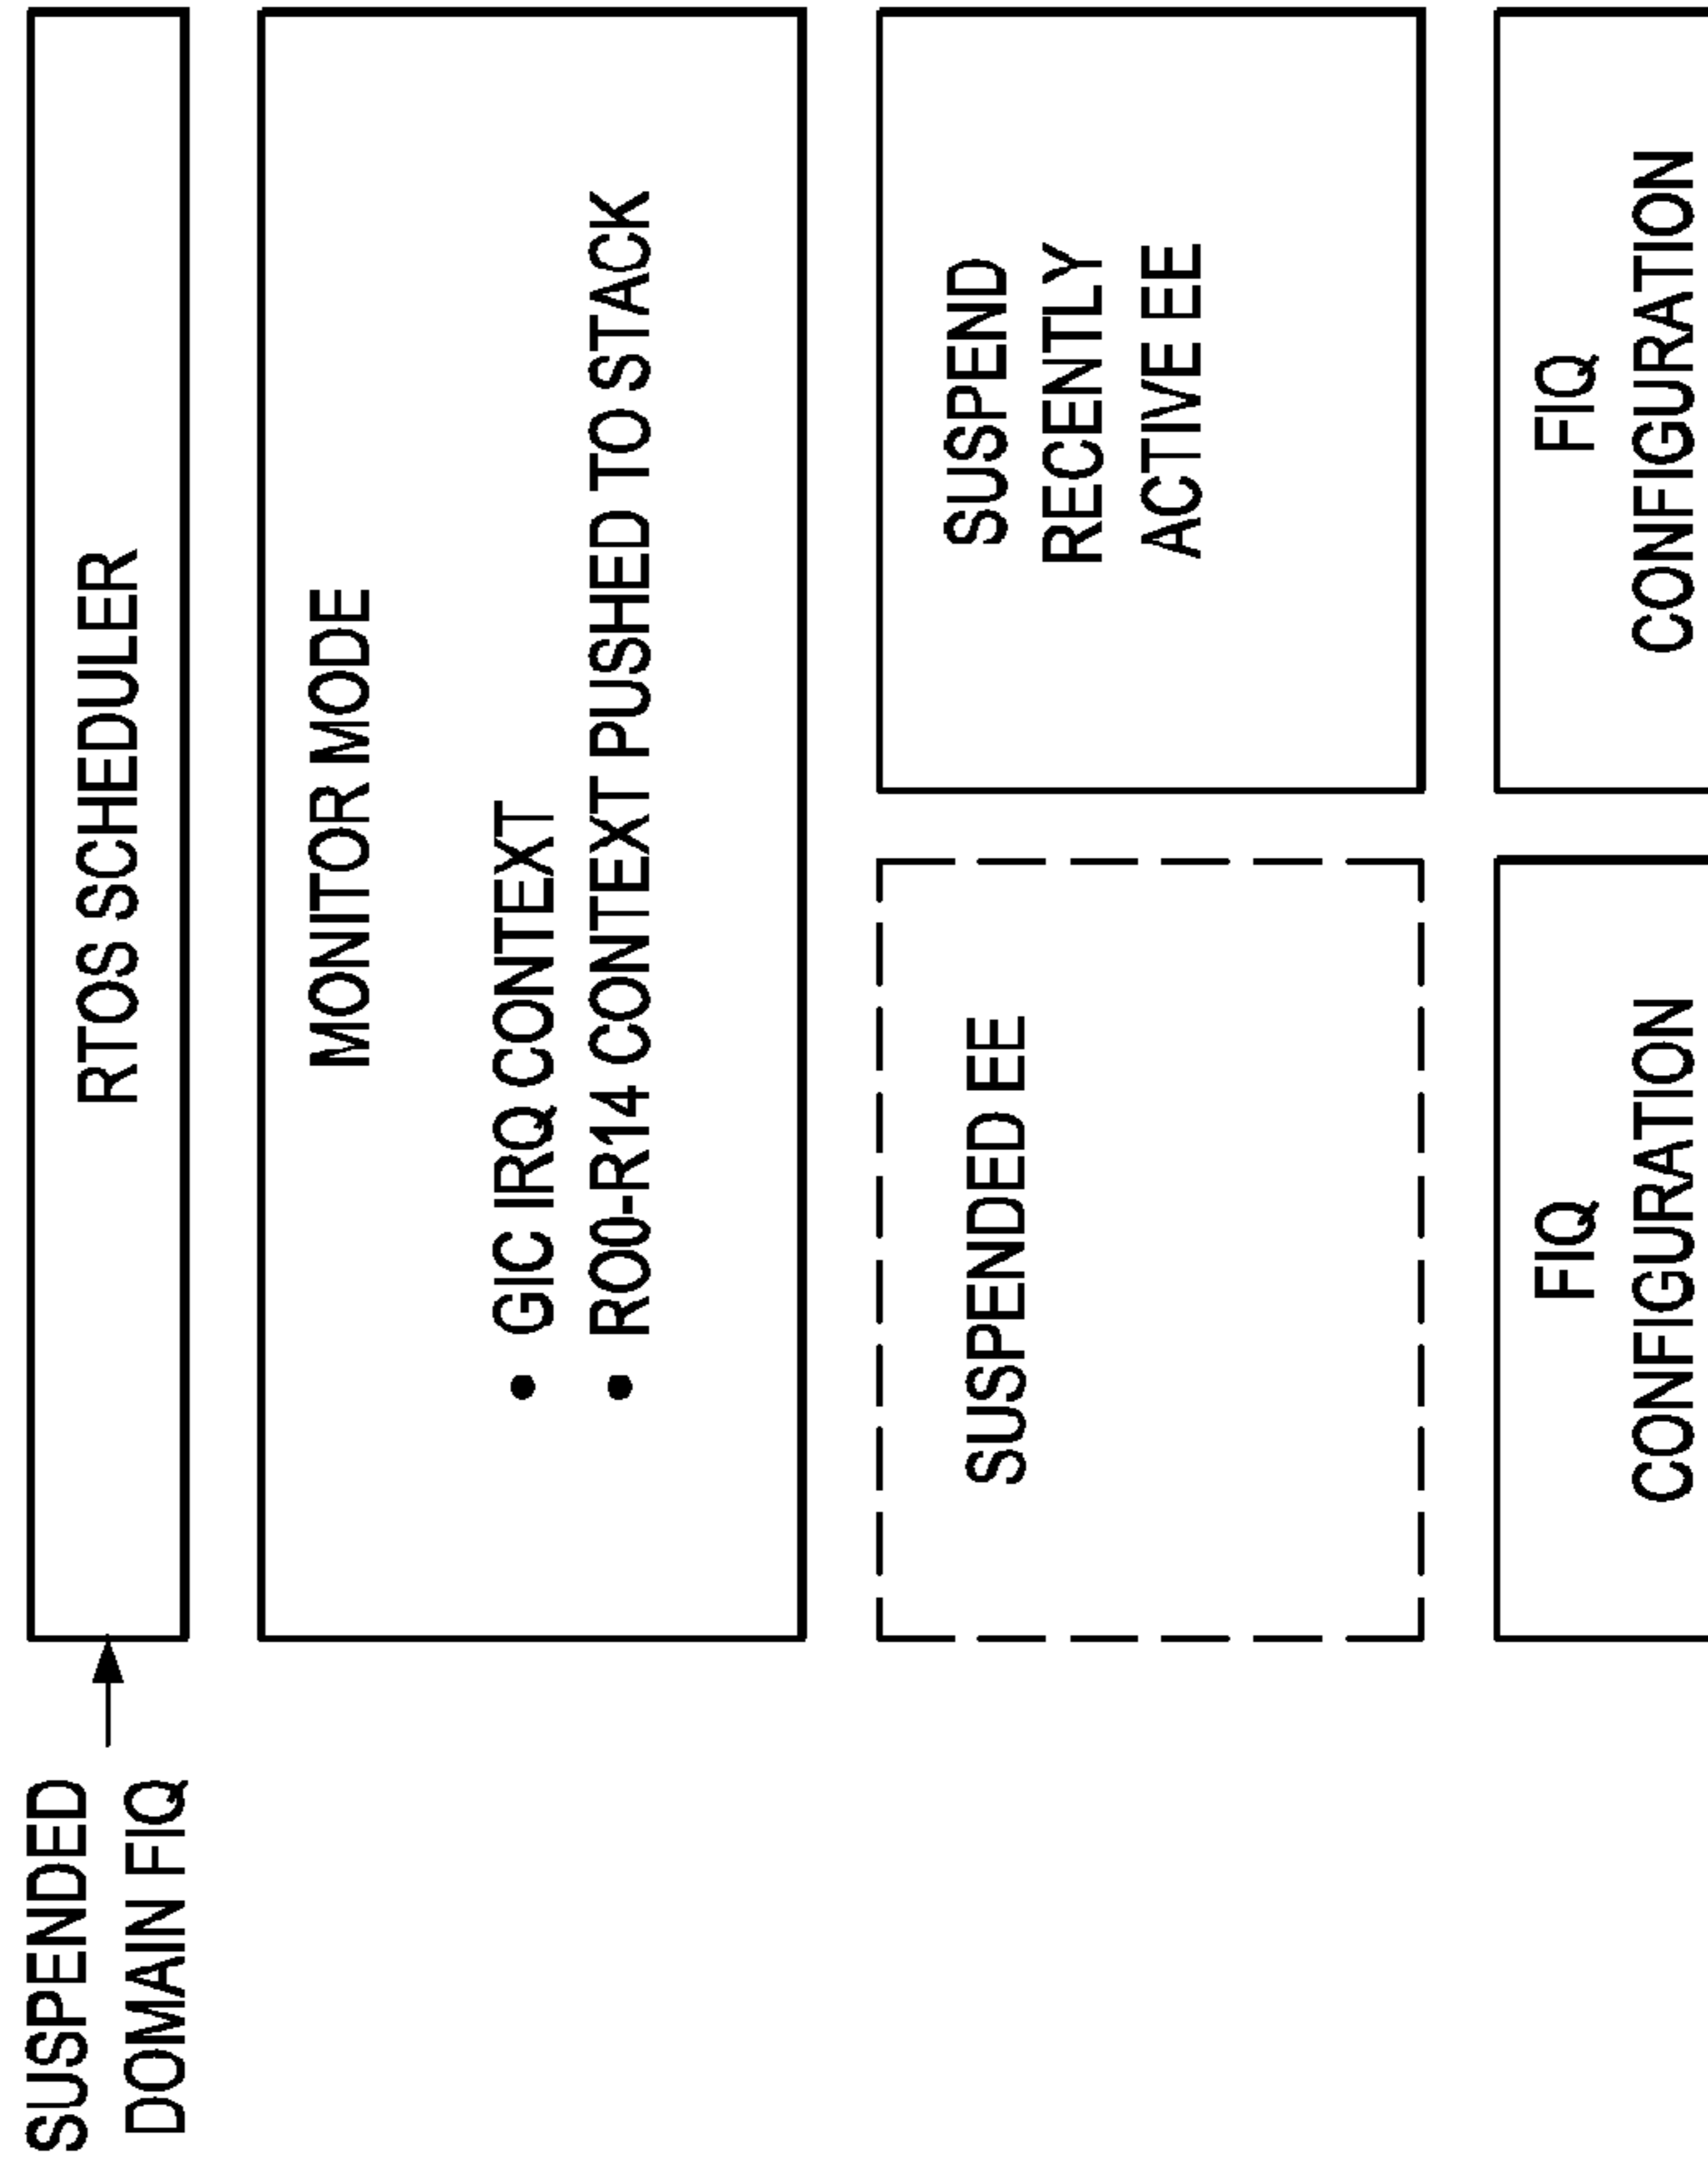 SUSPENDED
DOMAIN FIQ
RTOS SCHEDULER
MONITOR MODE
• GIC IRQ CONTEXT
• R00-R14 CONTEXT PUSHED TO STACK
SUSPENDED EE
SUSPEND
RECENTLY
ACTIVE EE
FIQ
CONFIGURATION
FIQ
CONFIGURATION